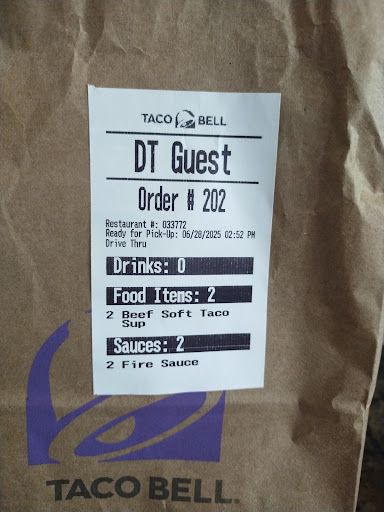 TACO BELL
DT Guest
Order # 202
Restaurant #: 033772
Ready for Pick-Up: 06/28/2025 02:52 PM
Drive Thru
Drinks: 0
Food Items: 2
2 Beef Soft Taco
Sup
Sauces: 2
2 Fire Sauce
TACO BELL.